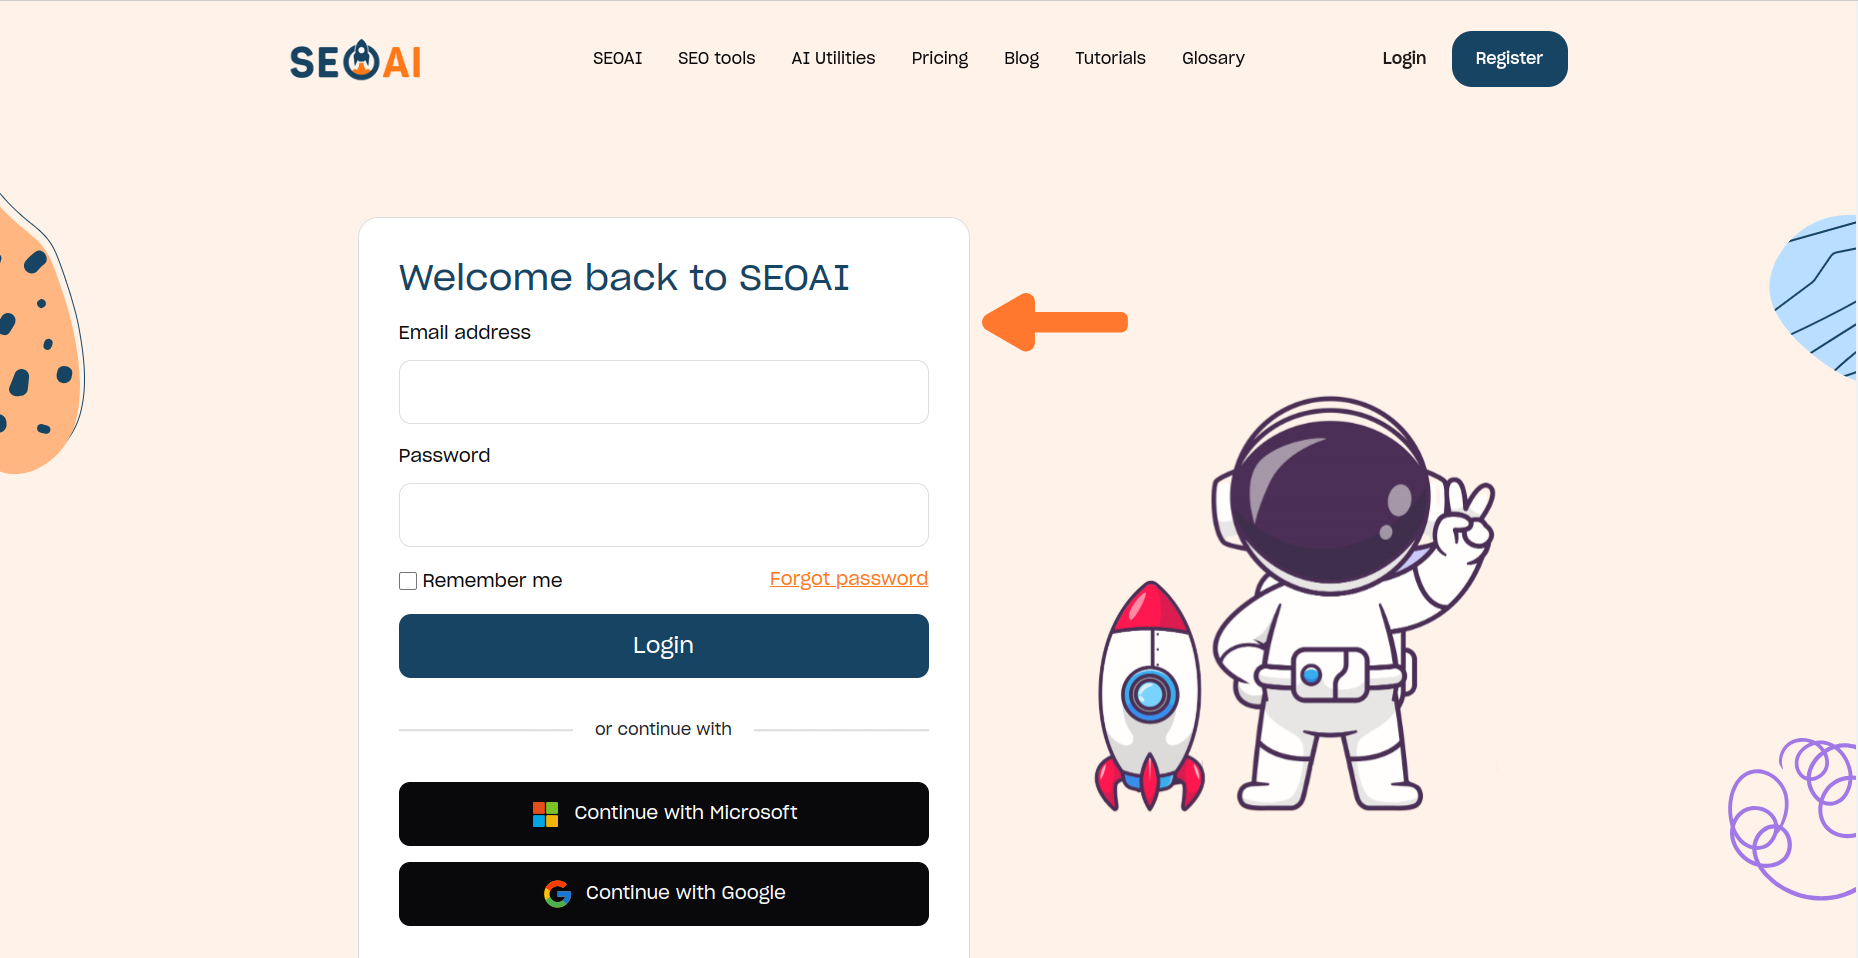 SEOAI
SEOAI SEO tools AI Utilities Pricing Blog Tutorials Glossary Login Register
Welcome back to SEOAI
Email address
Password
Remember me Forgot password
Login
or continue with
Continue with Microsoft
Continue with Google